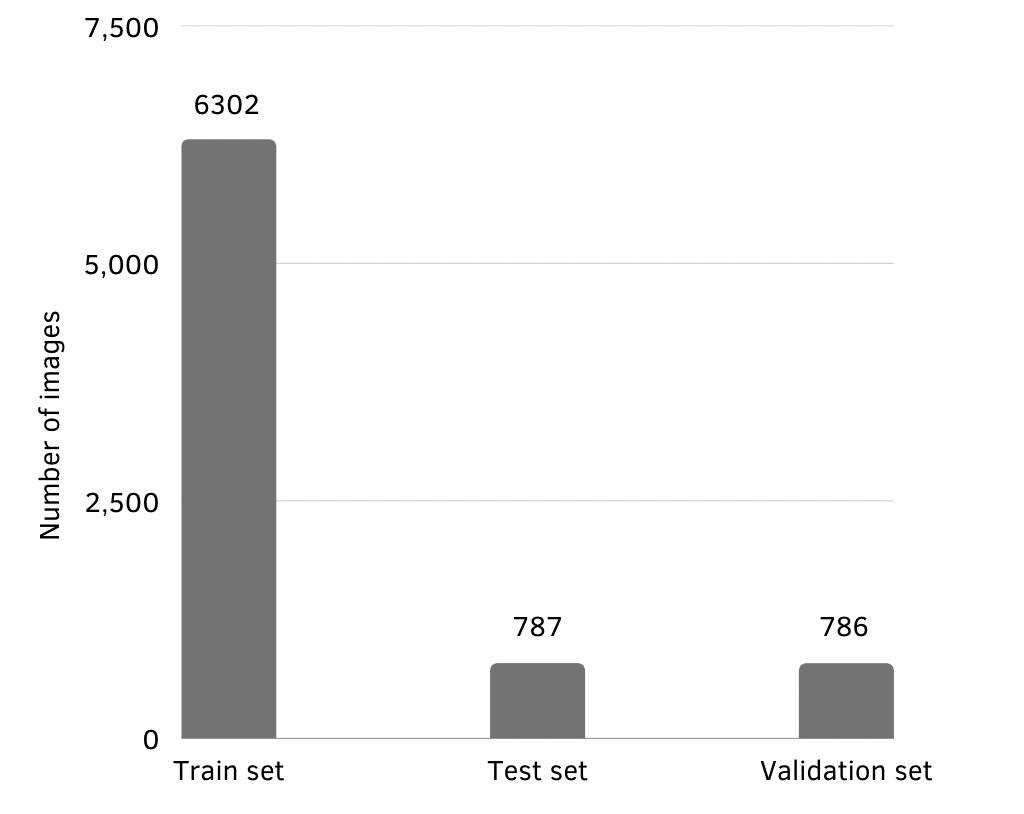 7,500
6302
5,000
Number of images
2,500
787
786
0
Train set
Test set
Validation set